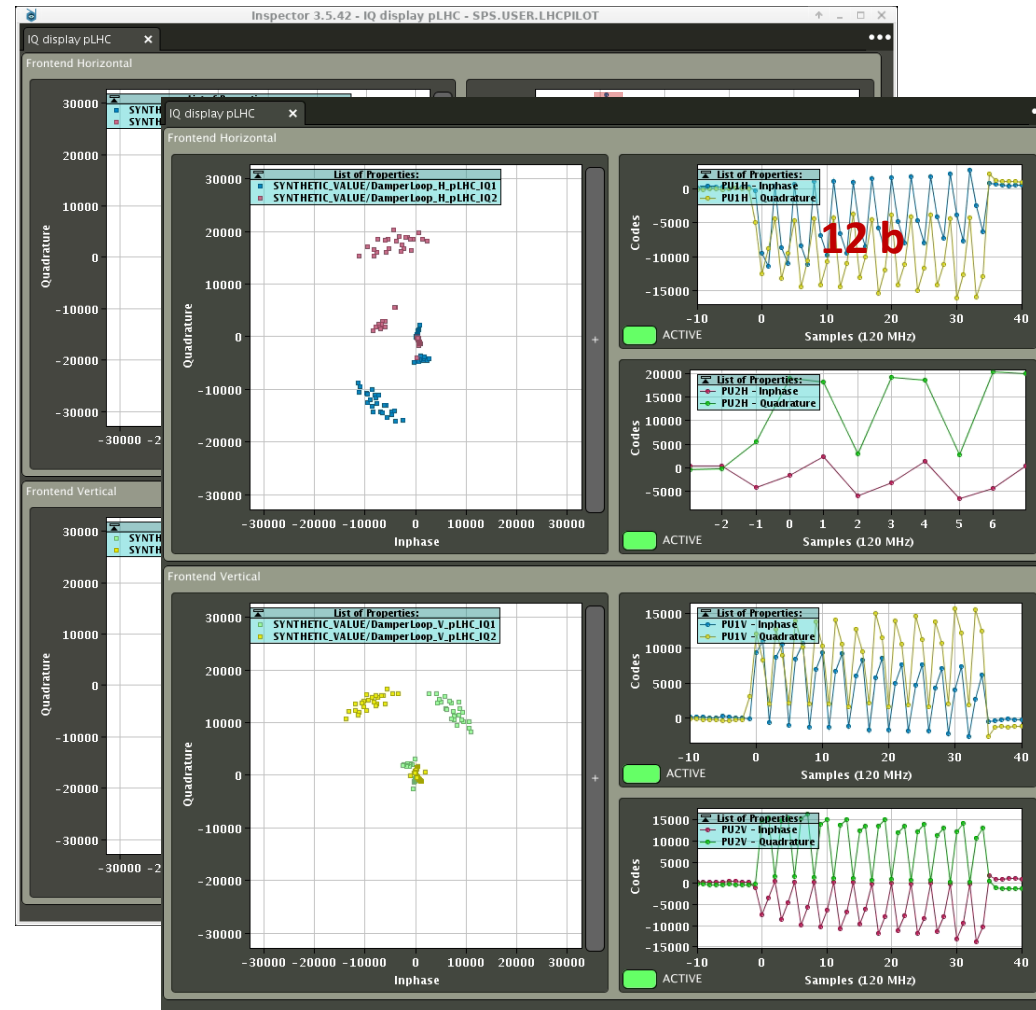 Inspector 3.5.42 - IQ display pLHC - SPS.USER.LHCPILOT
IQ display pLHC
Frontend Horizontal
List of Properties:
SYNTH
SYNTH
30000
20000
10000
0
-10000
-20000
-30000
Quadrature
-30000 -2
Frontend Vertical
SYNTH
SYNTH
30000
20000
10000
0
-10000
-20000
-30000
Quadrature
-30000 -2
IQ display pLHC
Frontend Horizontal
List of Properties:
SYNTHETIC_VALUE/DamperLoop_H_pLHC_IQ1
SYNTHETIC_VALUE/DamperLoop_H_pLHC_IQ2
30000
20000
10000
0
-10000
-20000
-30000
Quadrature
-30000 -20000 -10000 0 10000 20000 30000
Inphase
+
List of Properties:
PU1H - Inphase
PU1H - Quadrature
12 b
0
-5000
-10000
-15000
Codes
-10 0 10 20 30 40
Samples (120 MHz)
ACTIVE
List of Properties:
PU2H - Inphase
PU2H - Quadrature
20000
15000
10000
5000
0
-5000
Codes
-2 -1 0 1 2 3 4 5 6
Samples (120 MHz)
ACTIVE
Frontend Vertical
List of Properties:
SYNTHETIC_VALUE/DamperLoop_V_pLHC_IQ1
SYNTHETIC_VALUE/DamperLoop_V_pLHC_IQ2
30000
20000
10000
0
-10000
-20000
-30000
Quadrature
-30000 -20000 -10000 0 10000 20000 30000
Inphase
+
List of Properties:
PU1V - Inphase
PU1V - Quadrature
15000
10000
5000
0
Codes
-10 0 10 20 30 40
Samples (120 MHz)
ACTIVE
List of Properties:
PU2V - Inphase
PU2V - Quadrature
15000
10000
5000
0
-5000
-10000
-15000
Codes
-10 0 10 20 30 40
Samples (120 MHz)
ACTIVE